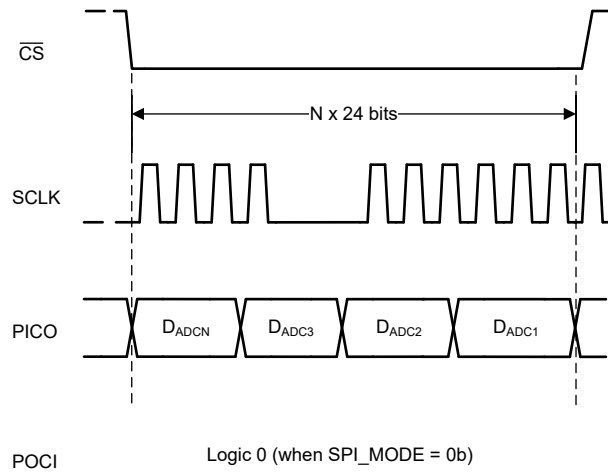 CS
N x 24 bits
SCLK
PICO
DADCN
DADC3
DADC2
DADC1
POCI
Logic 0 (when SPI_MODE = 0b)